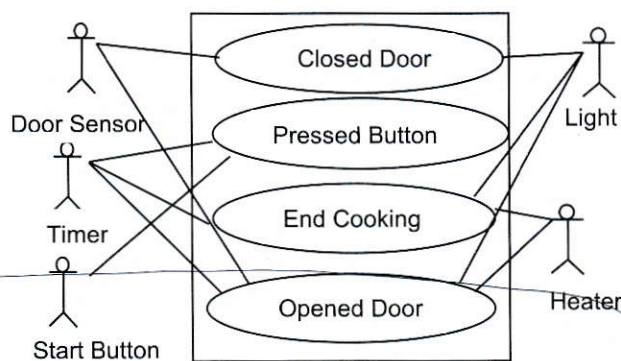 Closed Door
Door Sensor
Light
Pressed Button
Timer
End Cooking
Heater
Opened Door
Start Button